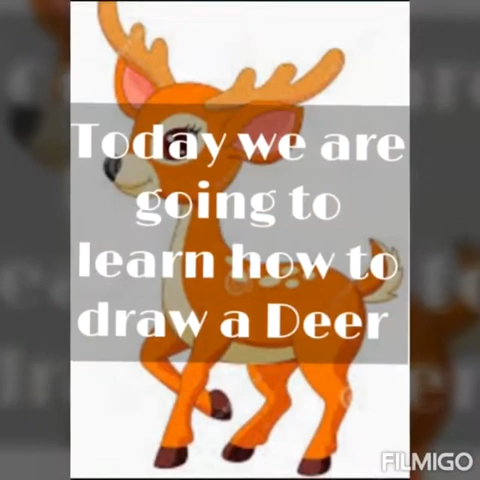 Today we are
going to
learn how to
draw a Deer
FILMIGO